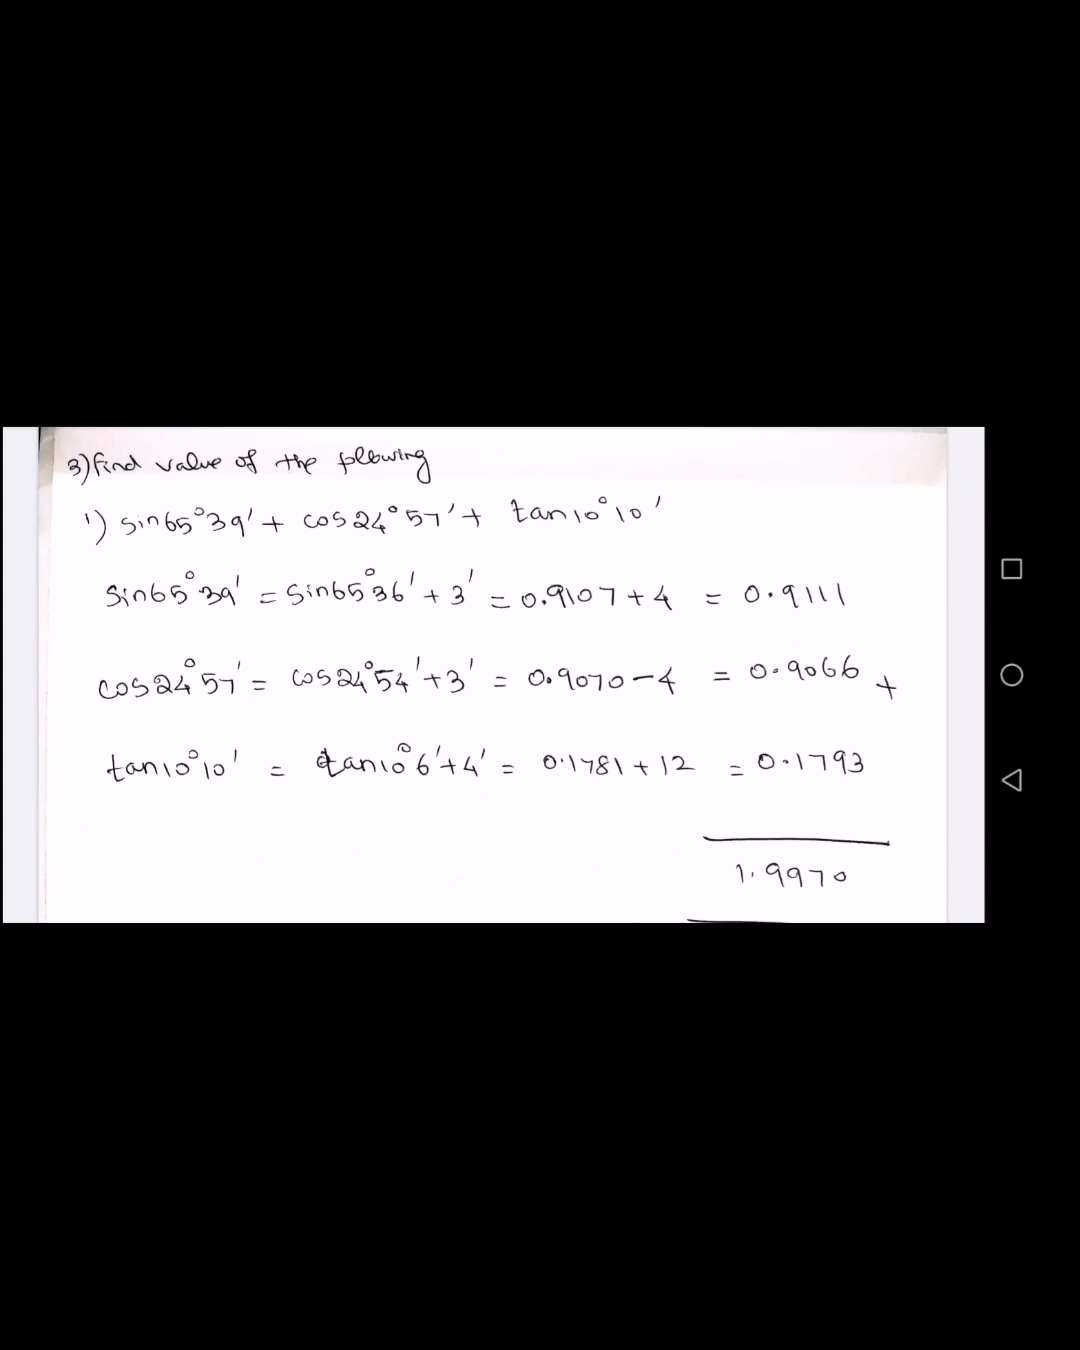 3) find value of the
1) sin65°39' + cos24°57' + tan10°10'
sin65°39' = sin65°36' + 3' = 0.9107 + 4 = 0.9111
cos24°57' = cos24°54' + 3' = 0.9070 - 4 = 0.9066 +
tan10°10' = tan10°6' + 4' = 0.1781 + 12 = 0.1793
1.9970